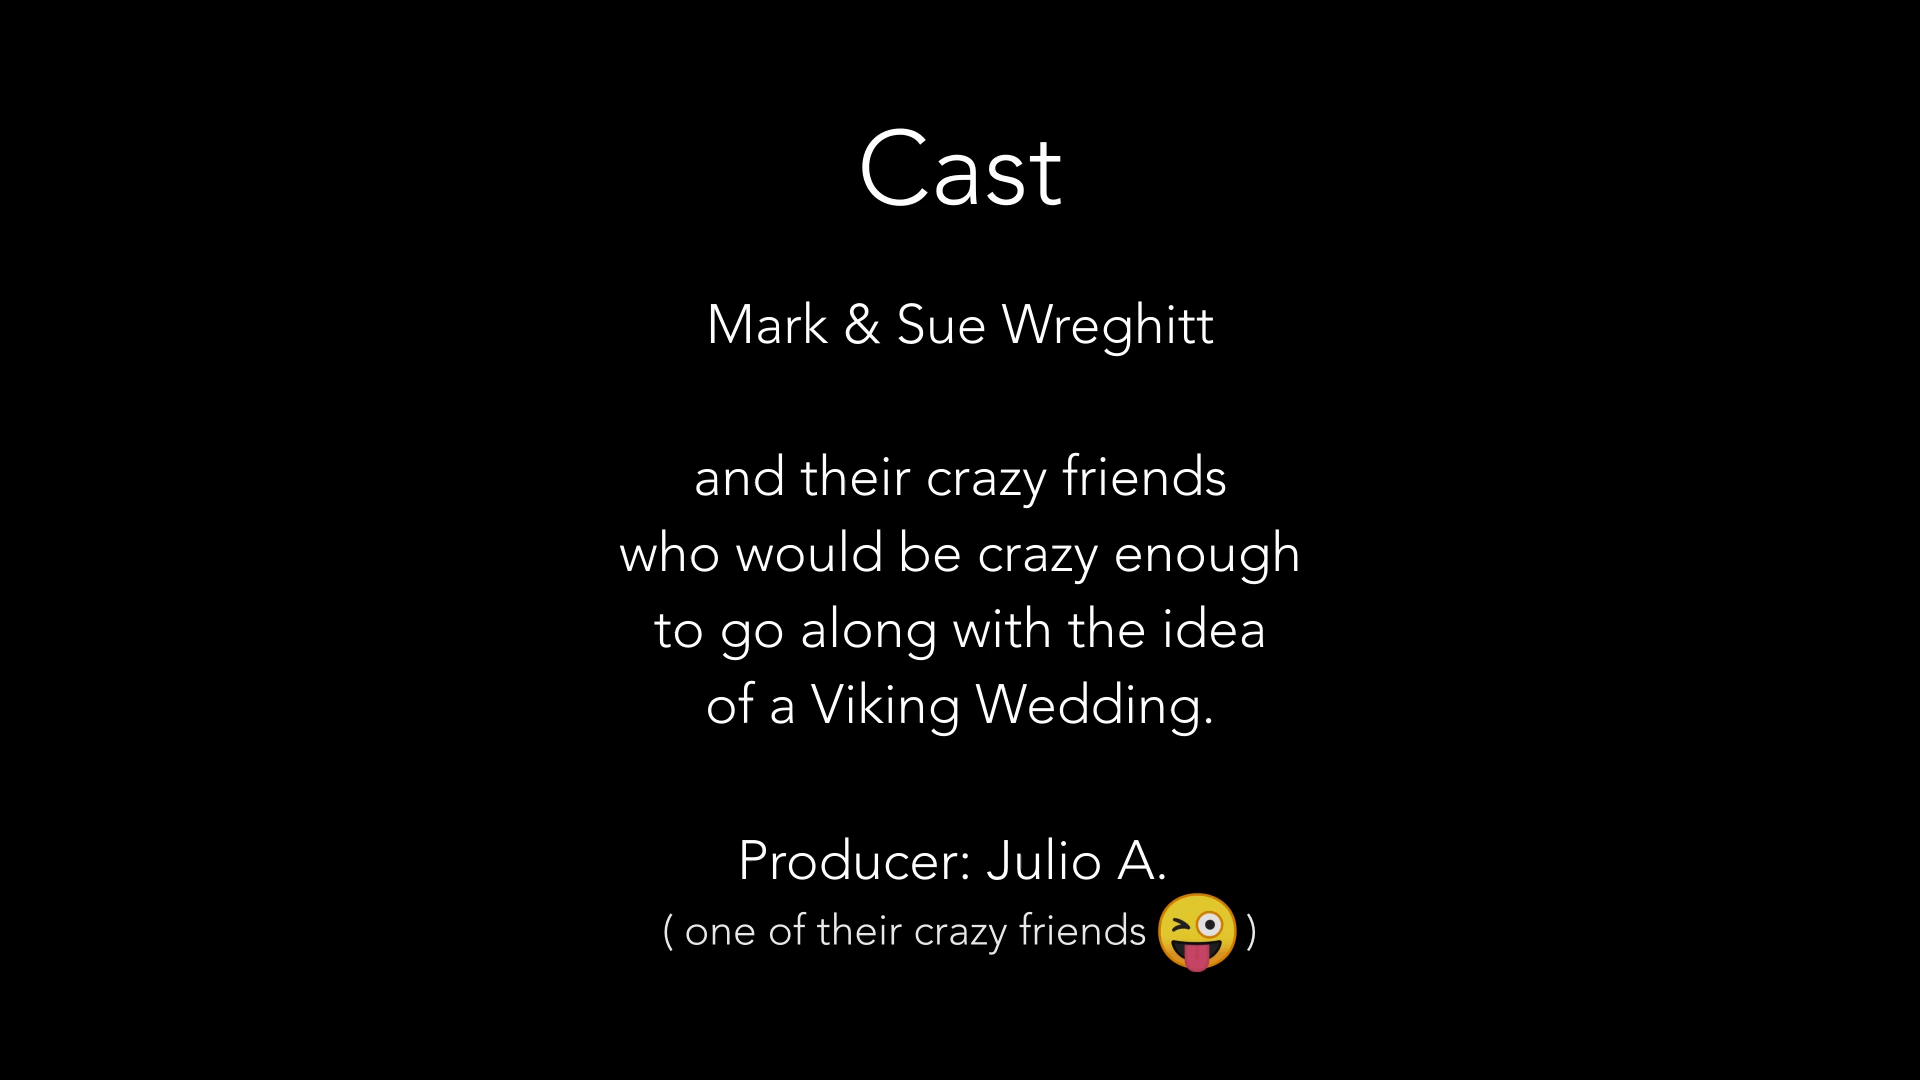 Cast
Mark & Sue Wreghitt
and their crazy friends
who would be crazy enough
to go along with the idea
of a Viking Wedding.
Producer: Julio A.
( one of their crazy friends 😜 )